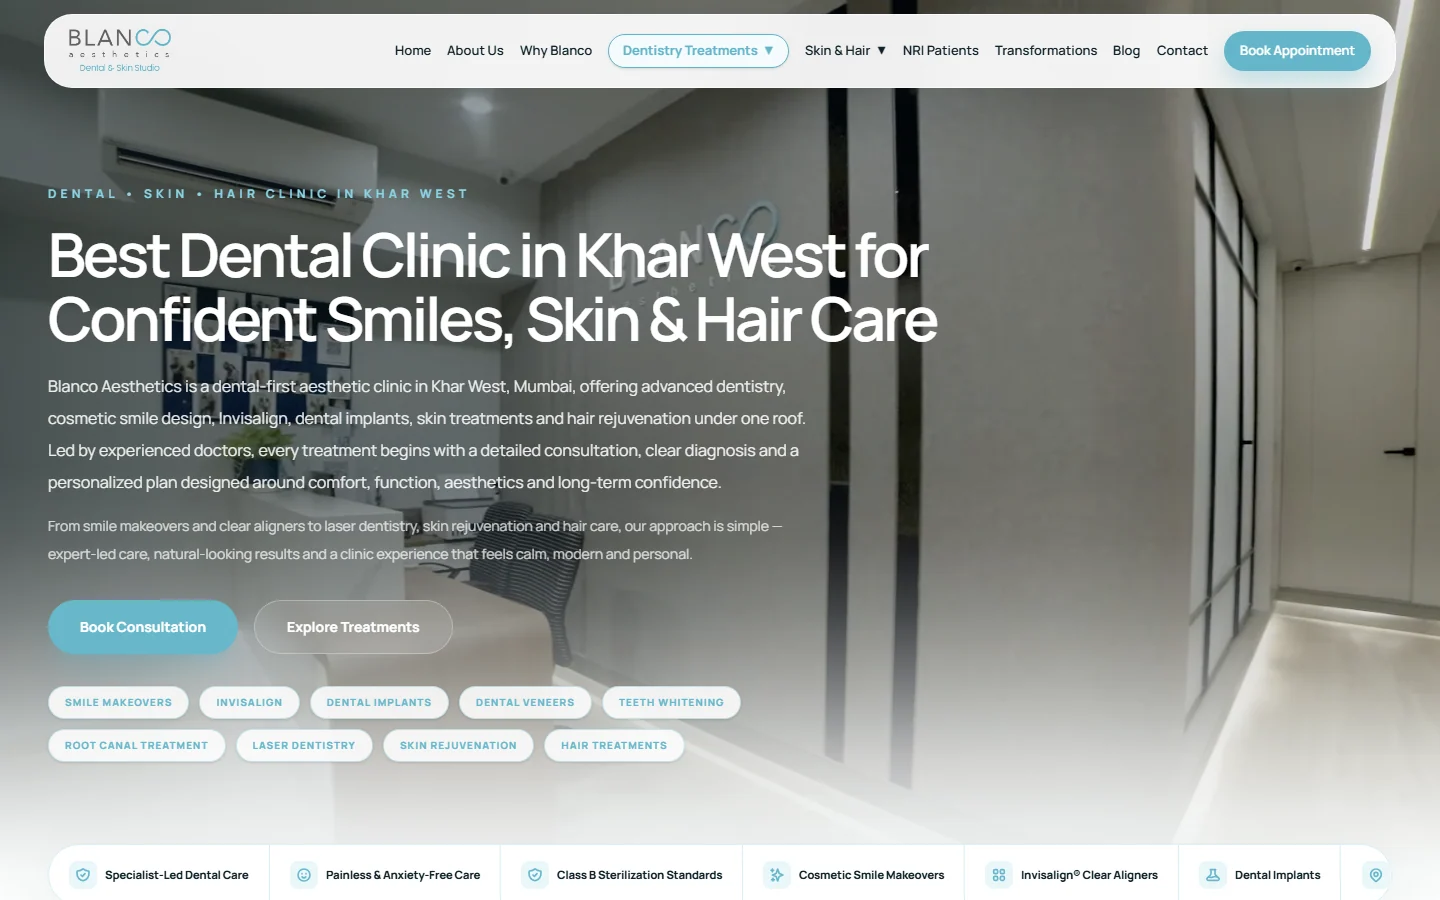 BLANCO
aesthetics
Dental & Skin Studio
Home About Us Why Blanco Dentistry Treatments ▼ Skin & Hair ▼ NRI Patients Transformations Blog Contact Book Appointment
DENTAL • SKIN • HAIR CLINIC IN KHAR WEST
BLANCO
Best Dental Clinic in Khar West for
Confident Smiles, Skin & Hair Care
Blanco Aesthetics is a dental-first aesthetic clinic in Khar West, Mumbai, offering advanced dentistry,
cosmetic smile design, Invisalign, dental implants, skin treatments and hair rejuvenation under one roof.
Led by experienced doctors, every treatment begins with a detailed consultation, clear diagnosis and a
personalized plan designed around comfort, function, aesthetics and long-term confidence.
From smile makeovers and clear aligners to laser dentistry, skin rejuvenation and hair care, our approach is simple —
expert-led care, natural-looking results and a clinic experience that feels calm, modern and personal.
Book Consultation Explore Treatments
SMILE MAKEOVERS INVISALIGN DENTAL IMPLANTS DENTAL VENEERS TEETH WHITENING
ROOT CANAL TREATMENT LASER DENTISTRY SKIN REJUVENATION HAIR TREATMENTS
Specialist-Led Dental Care Painless & Anxiety-Free Care Class B Sterilization Standards Cosmetic Smile Makeovers Invisalign® Clear Aligners Dental Implants